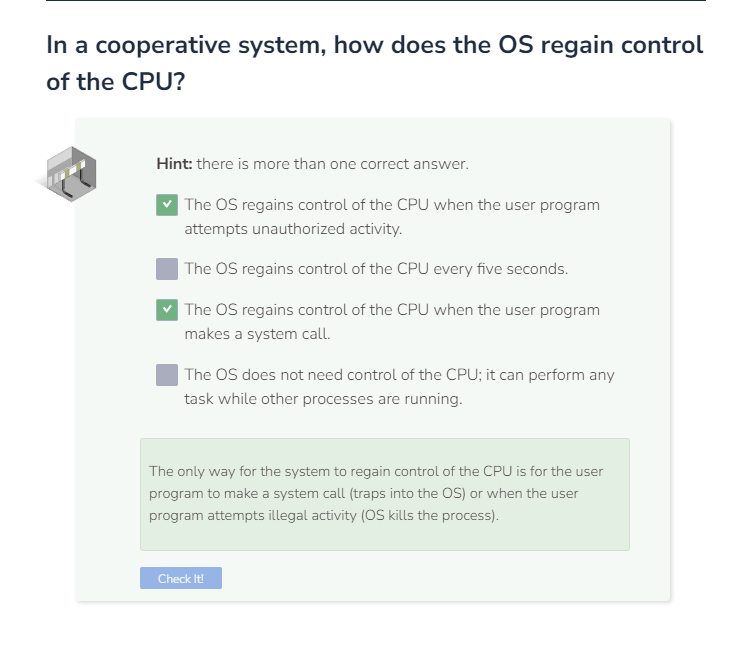 In a cooperative system, how does the OS regain control
of the CPU?
Hint: there is more than one correct answer.
The OS regains control of the CPU when the user program
attempts unauthorized activity.
The OS regains control of the CPU every five seconds.
The OS regains control of the CPU when the user program
makes a system call.
The OS does not need control of the CPU; it can perform any
task while other processes are running.
The only way for the system to regain control of the CPU is for the user
program to make a system call (traps into the OS) or when the user
program attempts illegal activity (OS kills the process).
Check It!